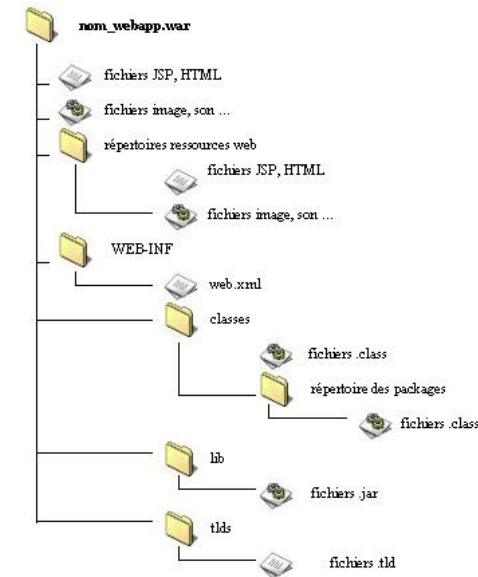 nom_webapp.war
fichiers JSP, HTML
fichiers image, son ...
répertoires ressources web
fichiers JSP, HTML
fichiers image, son ...
WEB-INF
web.xml
classes
fichiers .class
répertoire des packages
fichiers .class
lib
fichiers .jar
tlds
fichiers .tld